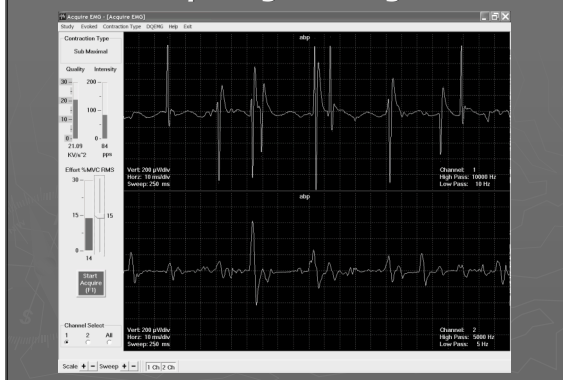 Acquire EMG - [Acquire EMG]
Study Evoked Contraction Type DQEMG Help Exit
Contraction Type
Sub Maximal
Quality Intensity
30 200
20
100
10
0 0
21.09 84
KV/s^2 pps
Effort %MVC RMS
30
15 15
0
14
Start
Acquire
(F1)
Channel Select
1 2 All
abp
Vert: 200 µV/div
Horz: 10 ms/div
Sweep: 250 ms
Channel: 1
High Pass: 10000 Hz
Low Pass: 10 Hz
abp
Vert: 200 µV/div
Horz: 10 ms/div
Sweep: 250 ms
Channel: 2
High Pass: 5000 Hz
Low Pass: 5 Hz
Scale + − Sweep + − 1 Ch 2 Ch